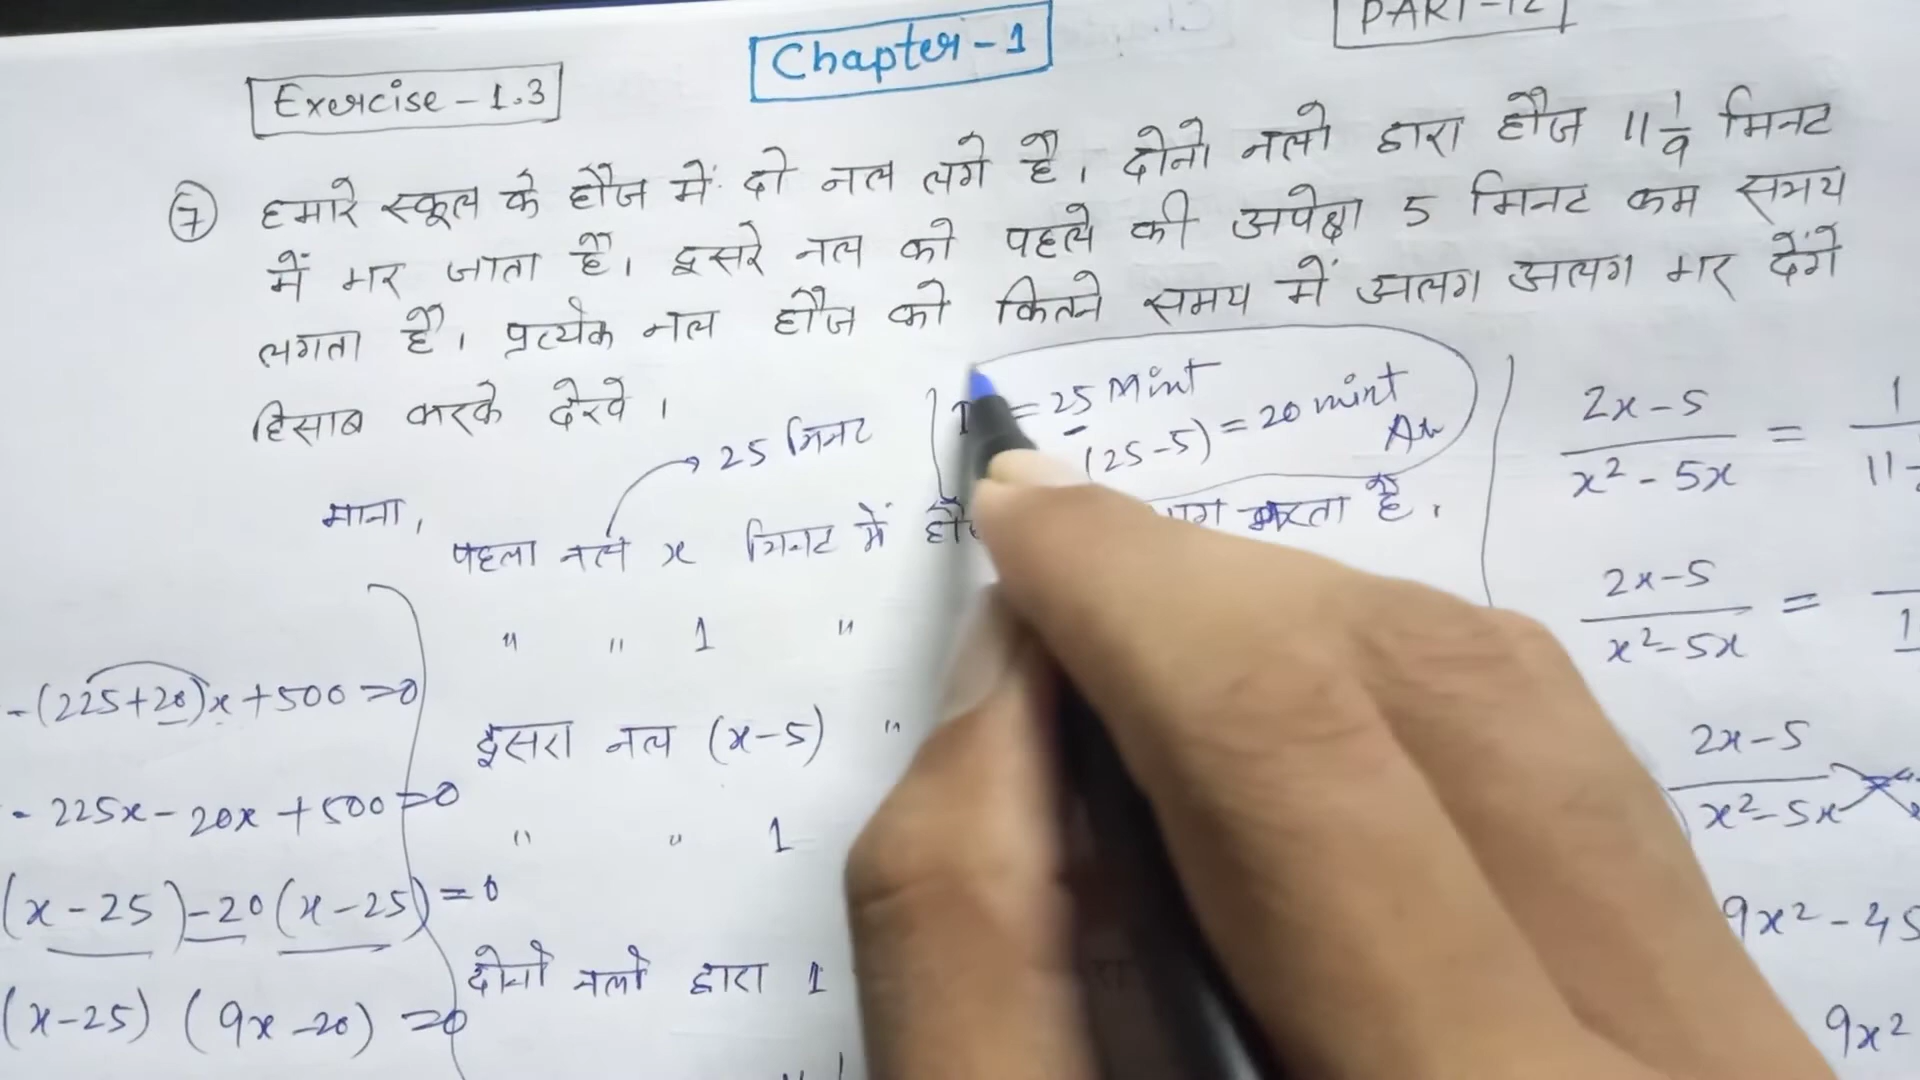 PART-12
Chapter-1
Exercise-1.3
⑦ हमारे स्कूल के हौज में दो नल लगे है। दोनो नलो द्वारा हौज 11 1/9 मिनट
में भर जाता है। दूसरे नल को पहले की अपेक्षा 5 मिनट कम समय
लगता है। प्रत्येक नल हौज को कितने समय में अलग अलग भर देंगे
हिसाब करके देखे।
= 25 Mint
(25-5) = 20 mint
An
→ 25 मिनट
माना,
पहला नल x मिनट में
करता है।
" " 1 "
दूसरा नल (x-5) "
" " 1
दोनो नलो द्वारा 1
-(225+20)x+500=0
- 225x-20x+500=0
(x-25)-20(x-25)=0
(x-25) (9x-20) =0
2x-5/x²-5x = 1/11
2x-5/x²-5x =
2x-5/x²-5x
9x²-45
9x²